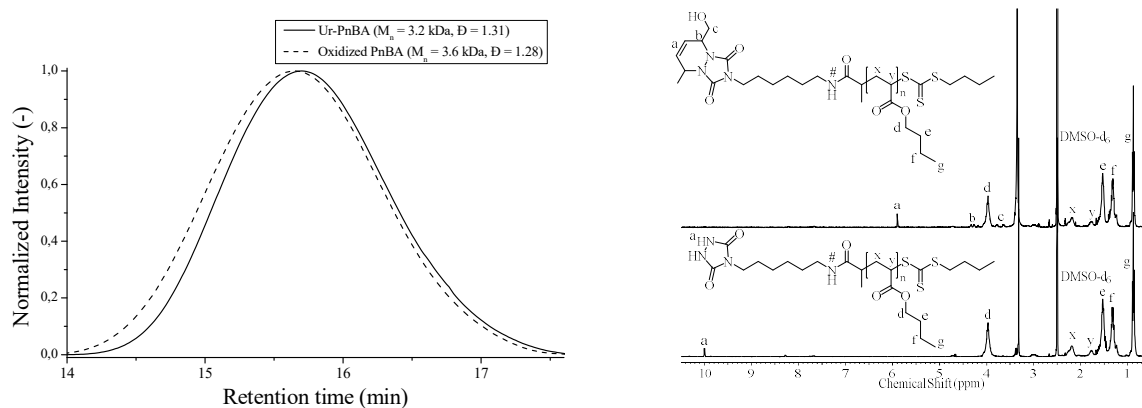 Ur-PnBA (Mn = 3.2 kDa, Đ = 1.31)
Oxidized PnBA (Mn = 3.6 kDa, Đ = 1.28)
1,0
0,8
0,6
0,4
0,2
0,0
Normalized Intensity (-)
14 15 16 17
Retention time (min)
HO
c
b
a
O
N
N
N
O
#
N
H
O
x
y
n
S
S
S
O
O
d
e
f
g
DMSO-d6
g
e
f
d
a
b
c
x
y
a
HN
HN
O
N
O
#
N
H
O
x
y
n
S
S
S
O
O
d
e
f
g
DMSO-d6
g
e
f
d
a
x
y
10 9 8 7 6 5 4 3 2 1
Chemical Shift (ppm)